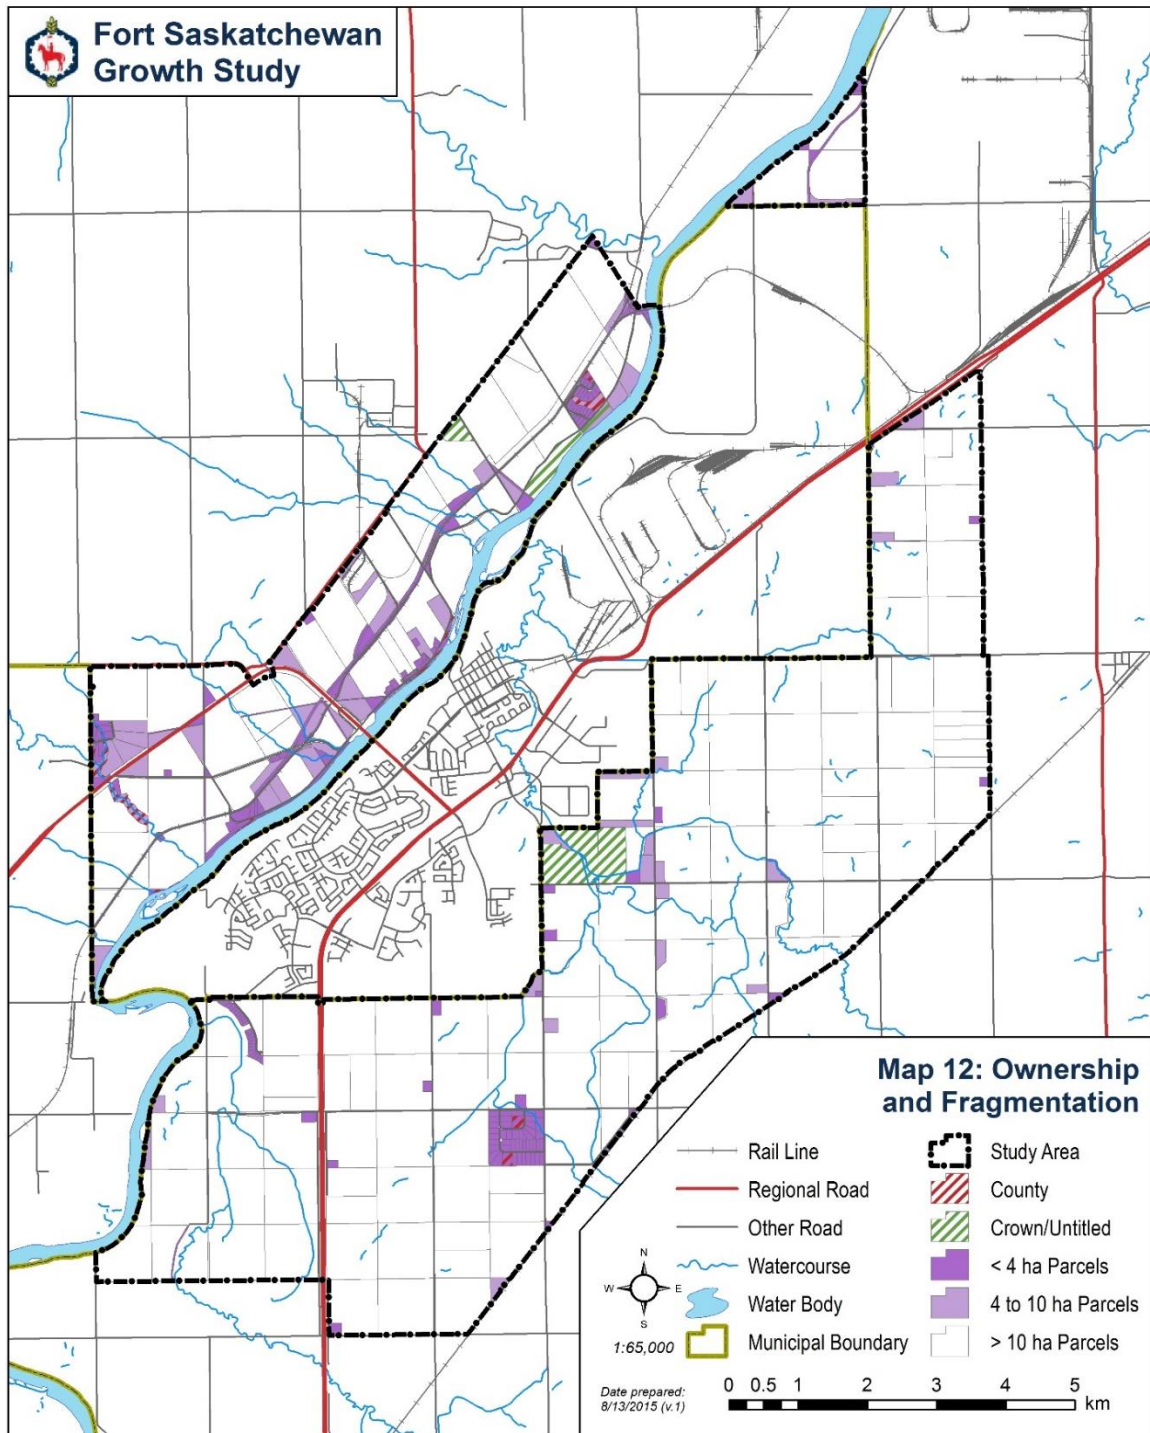 Fort Saskatchewan
Growth Study
Map 12: Ownership
and Fragmentation
Rail Line
Regional Road
Other Road
Watercourse
Water Body
Municipal Boundary
Study Area
County
Crown/Untitled
< 4 ha Parcels
4 to 10 ha Parcels
> 10 ha Parcels
N
W E
S
1:65,000
Date prepared:
8/13/2015 (v.1)
0 0.5 1 2 3 4 5
km